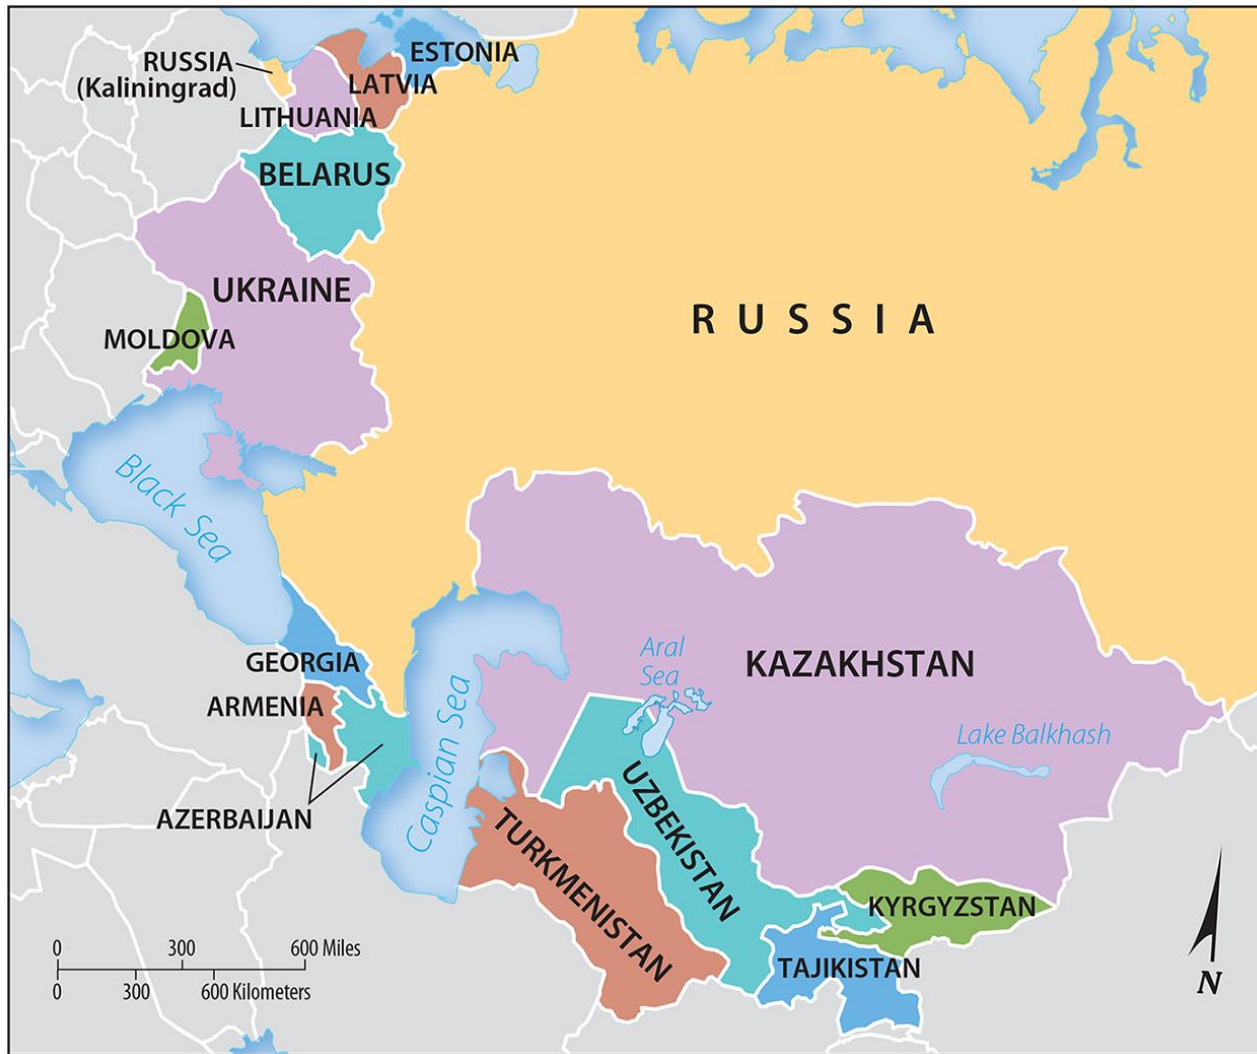 RUSSIA
(Kaliningrad)
ESTONIA
LATVIA
LITHUANIA
BELARUS
UKRAINE
MOLDOVA
RUSSIA
Black Sea
GEORGIA
ARMENIA
AZERBAIJAN
Caspian Sea
Aral
Sea
KAZAKHSTAN
Lake Balkhash
UZBEKISTAN
TURKMENISTAN
KYRGYZSTAN
TAJIKISTAN
0 300 600 Miles
0 300 600 Kilometers
N